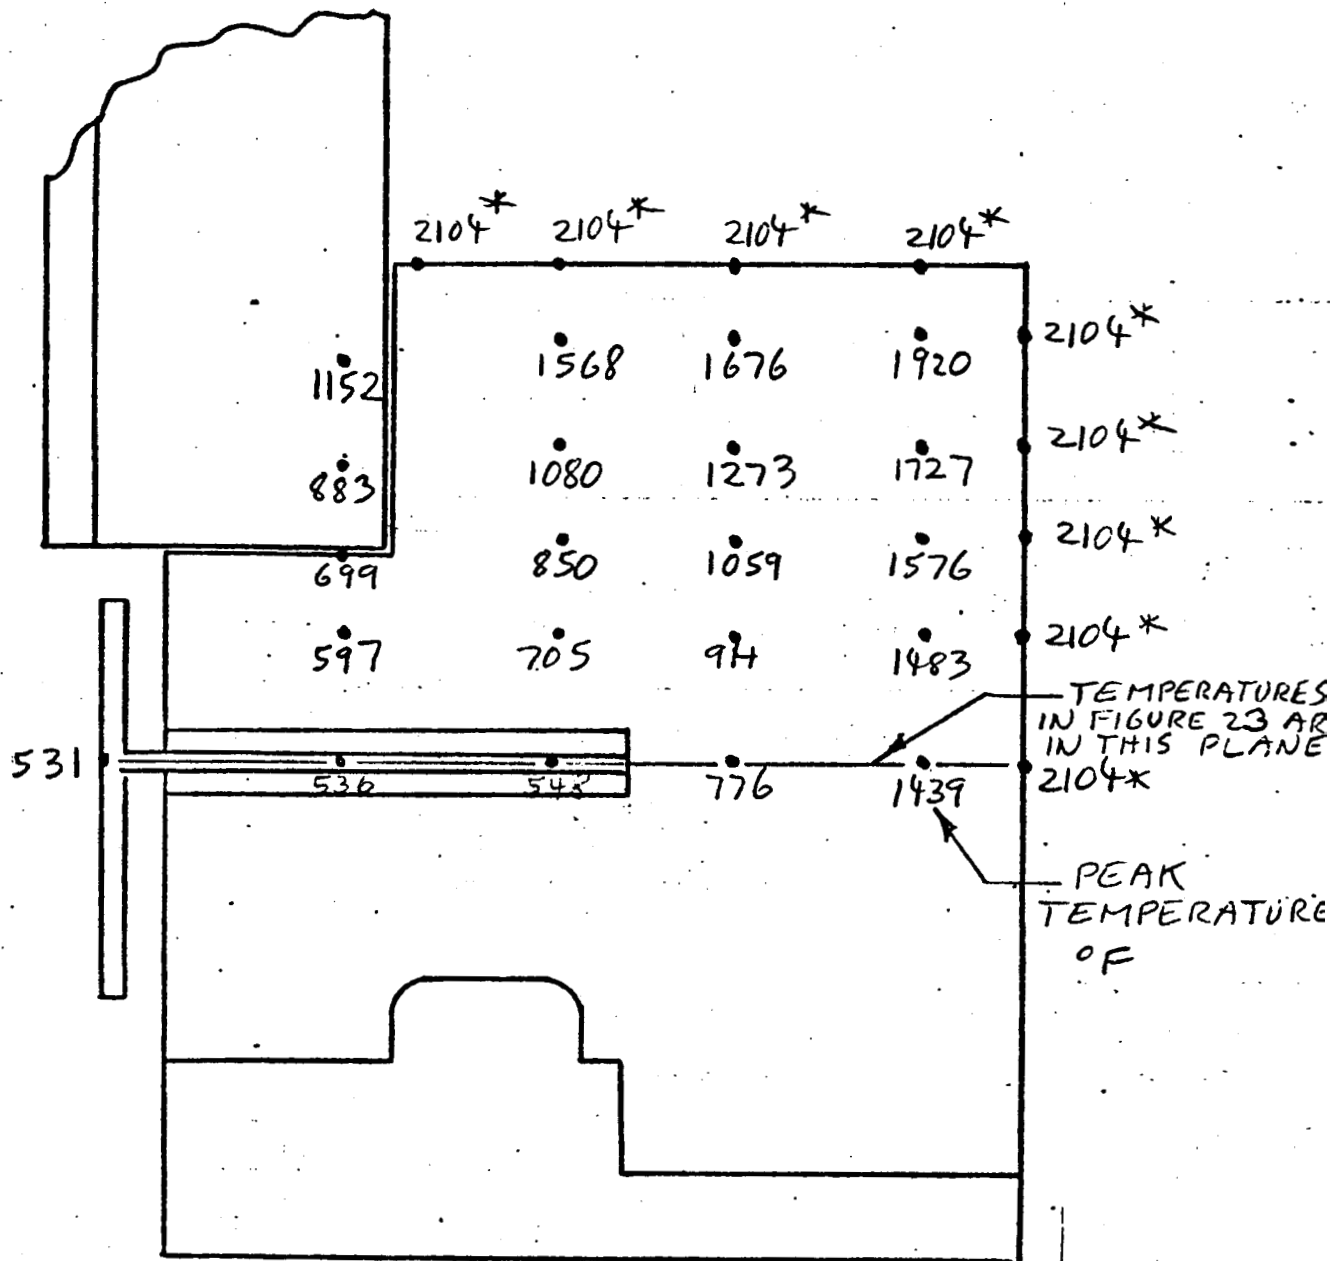 2104* 2104* 2104* 2104*
1568 1676 1920 2104*
1152
1080 1273 1727 2104*
883
699 850 1059 1576 2104*
597 705 1483 2104*
TEMPERATURES
IN FIGURE 23 AR
IN THIS PLANE
531 536 545 776 1439 2104*
PEAK
TEMPERATURE
°F